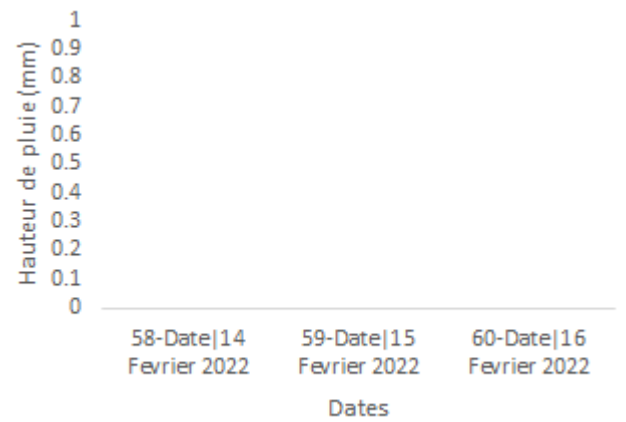 Hauteur de pluie (mm)
1
0.9
0.8
0.7
0.6
0.5
0.4
0.3
0.2
0.1
0
58-Date|14
Fevrier 2022
59-Date|15
Fevrier 2022
60-Date|16
Fevrier 2022
Dates